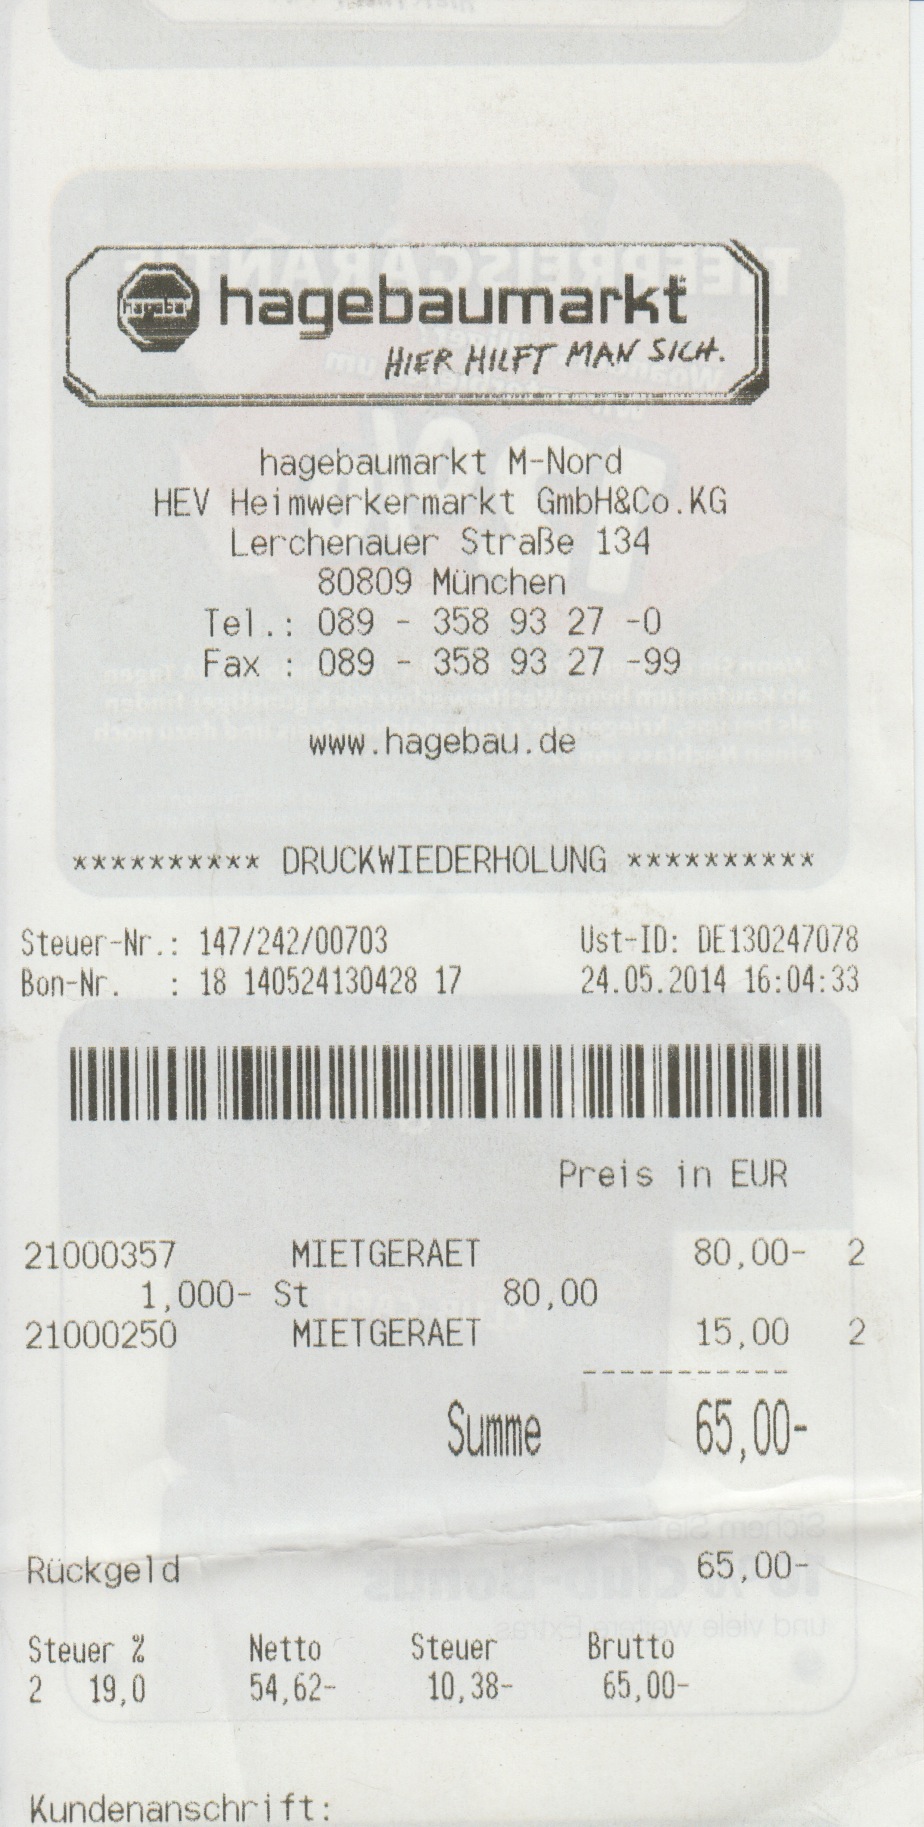 hagebau hagebaumarkt
HIER HILFT MAN SICH.
hagebaumarkt M-Nord
HEV Heimwerkermarkt GmbH&Co.KG
Lerchenauer Straße 134
80809 München
Tel.: 089 - 358 93 27 -0
Fax : 089 - 358 93 27 -99
www.hagebau.de
********** DRUCKWIEDERHOLUNG **********
Steuer-Nr.: 147/242/00703 Ust-ID: DE130247078
Bon-Nr. : 18 140524130428 17 24.05.2014 16:04:33
Preis in EUR
21000357 MIETGERAET 80,00- 2
1,000- St 80,00
21000250 MIETGERAET 15,00 2
-----------
Summe 65,00-
Rückgeld 65,00-
Steuer % Netto Steuer Brutto
2 19,0 54,62- 10,38- 65,00-
Kundenanschrift: